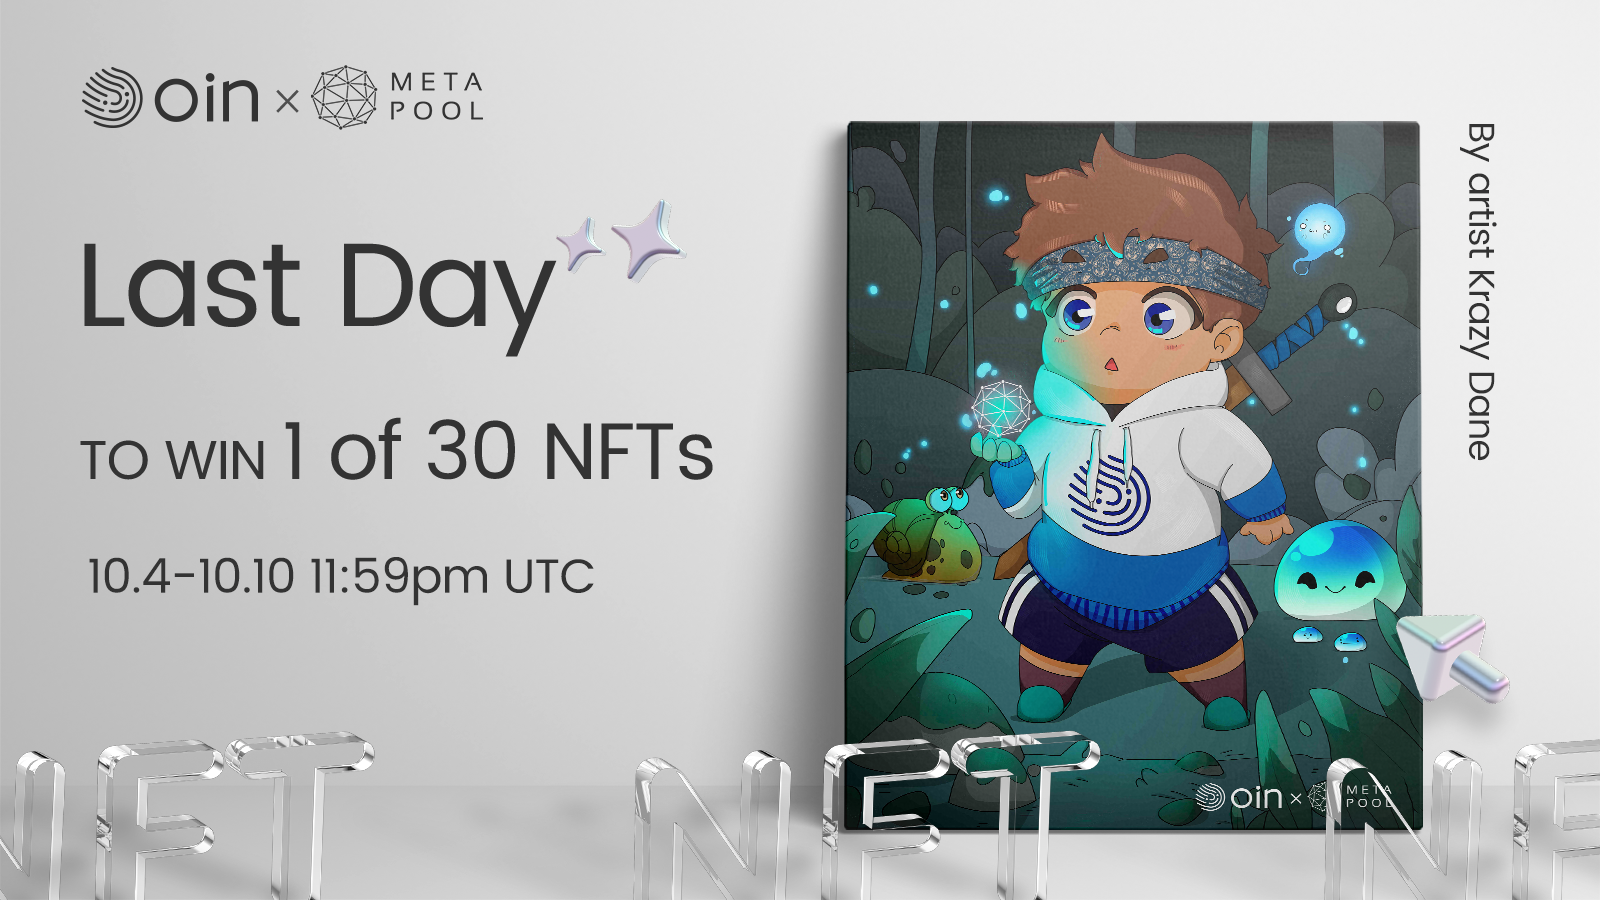 oin × META POOL
Last Day
TO WIN 1 of 30 NFTs
10.4-10.10 11:59pm UTC
By artist Krazy Dane
oin × META POOL
NFT NFT NF